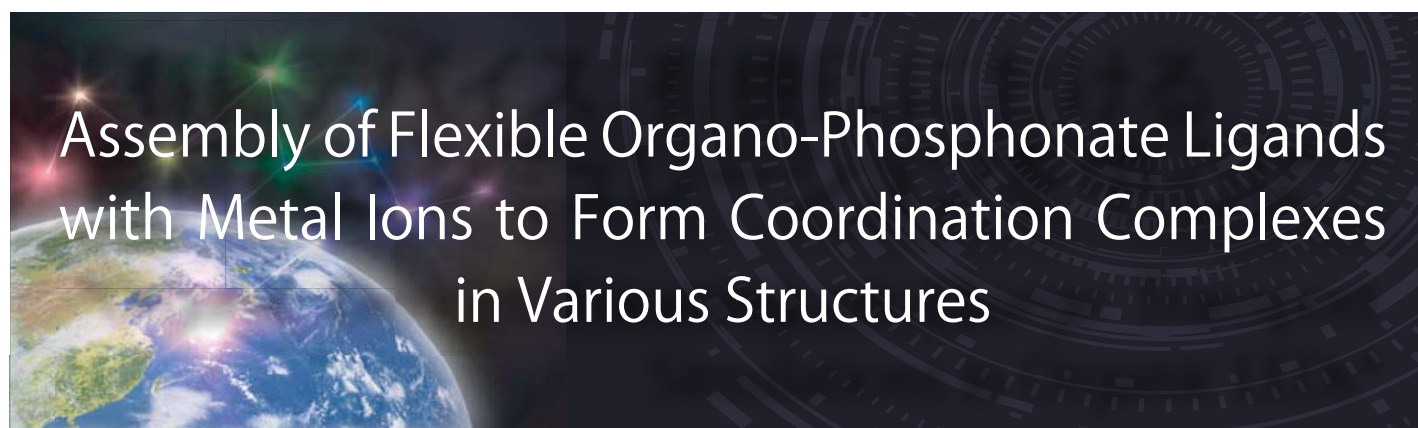 Assembly of Flexible Organo-Phosphonate Ligands
with Metal Ions to Form Coordination Complexes
in Various Structures